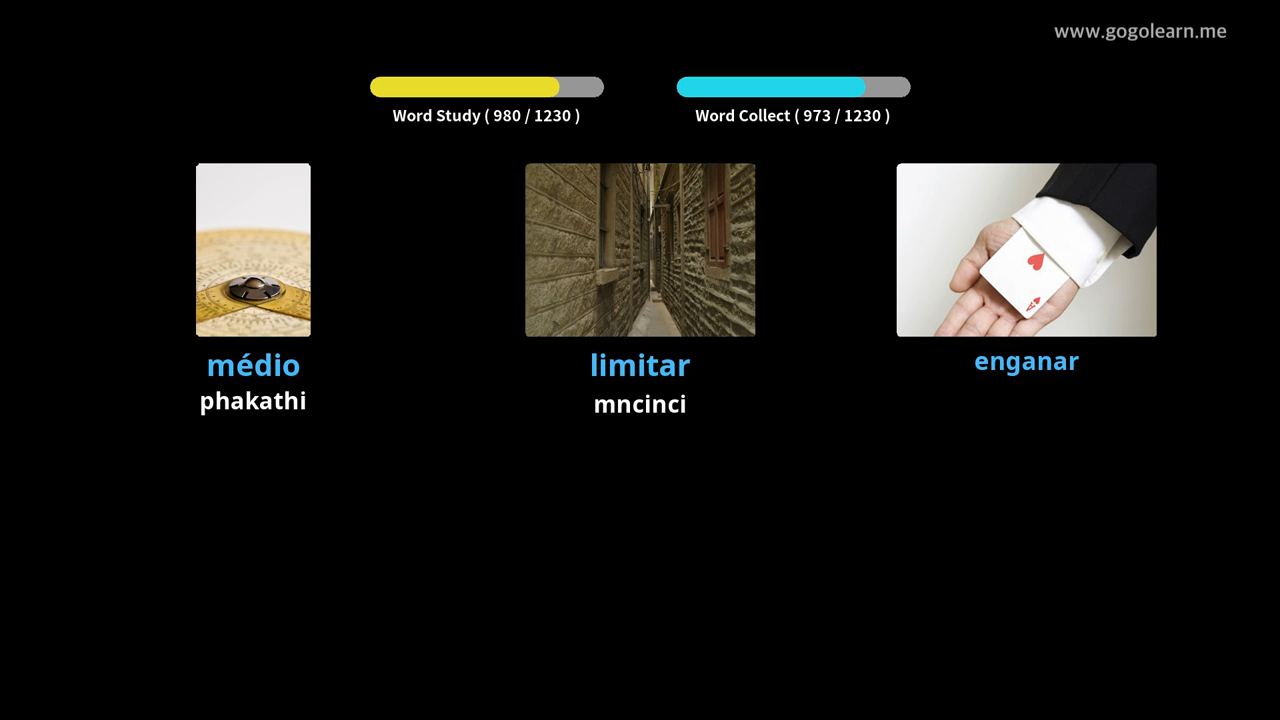 www.gogolearn.me
Word Study ( 980 / 1230 )
Word Collect ( 973 / 1230 )
médio
phakathi
limitar
mncinci
enganar